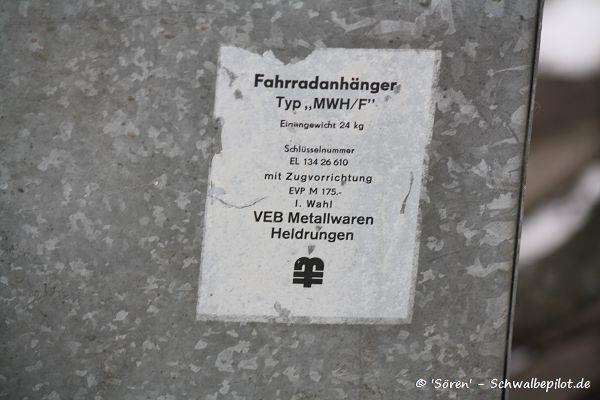 Fahrradanhänger
Typ „MWH/F"
Eigengewicht 24 kg
Schlüsselnummer
EL 134 26 610
mit Zugvorrichtung
EVP M 175,-
I. Wahl
VEB Metallwaren
Heldrungen
© 'Sören' - Schwalbepilot.de